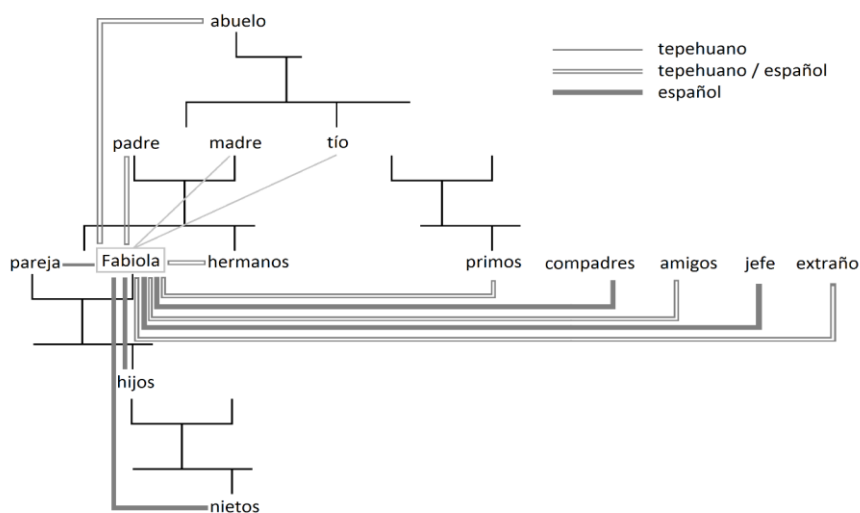 abuelo
tepehuano
tepehuano / español
español
padre madre tío
pareja Fabiola hermanos primos compadres amigos jefe extraño
hijos
nietos